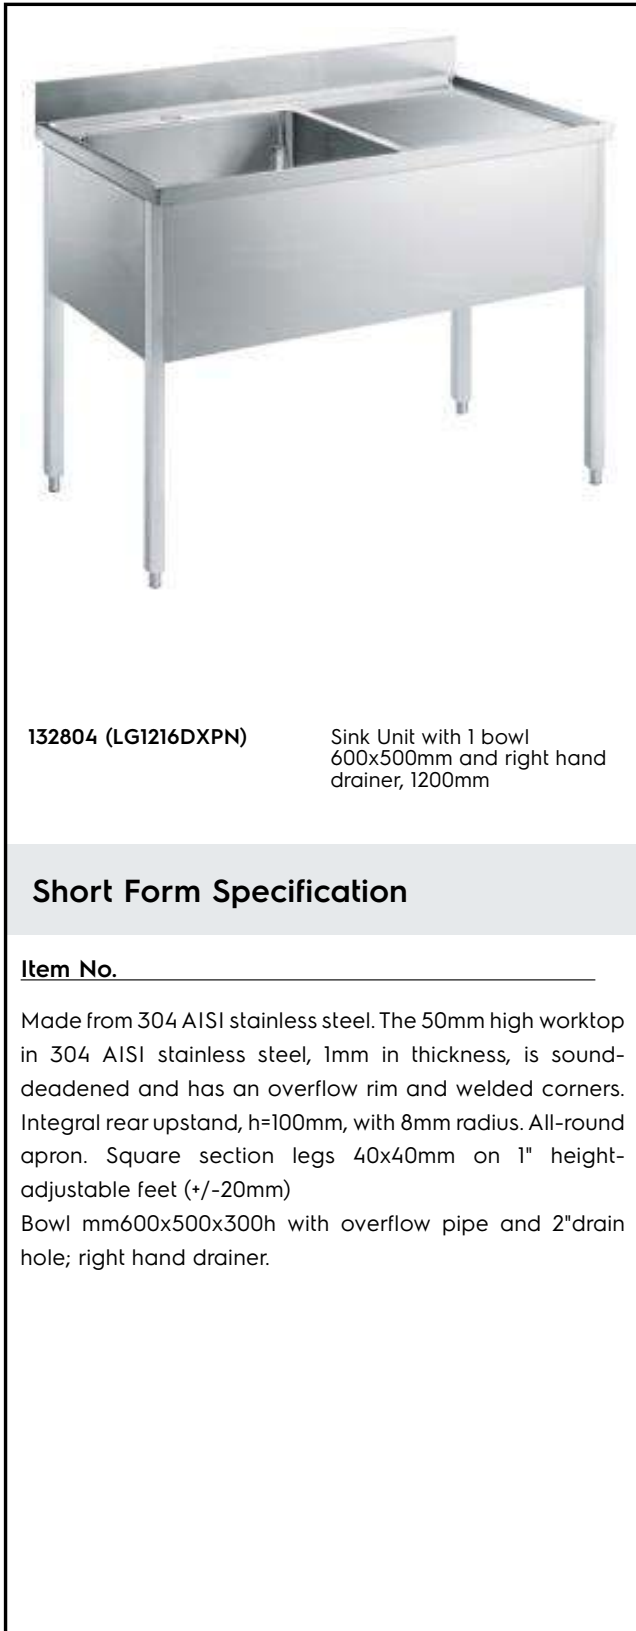 132804 (LG1216DXPN)
Sink Unit with 1 bowl
600x500mm and right hand
drainer, 1200mm
Short Form Specification
Item No.
Made from 304 AISI stainless steel. The 50mm high worktop
in 304 AISI stainless steel, 1mm in thickness, is sound-
deadened and has an overflow rim and welded corners.
Integral rear upstand, h=100mm, with 8mm radius. All-round
apron. Square section legs 40x40mm on 1" height-
adjustable feet (+/-20mm)
Bowl mm600x500x300h with overflow pipe and 2"drain
hole; right hand drainer.